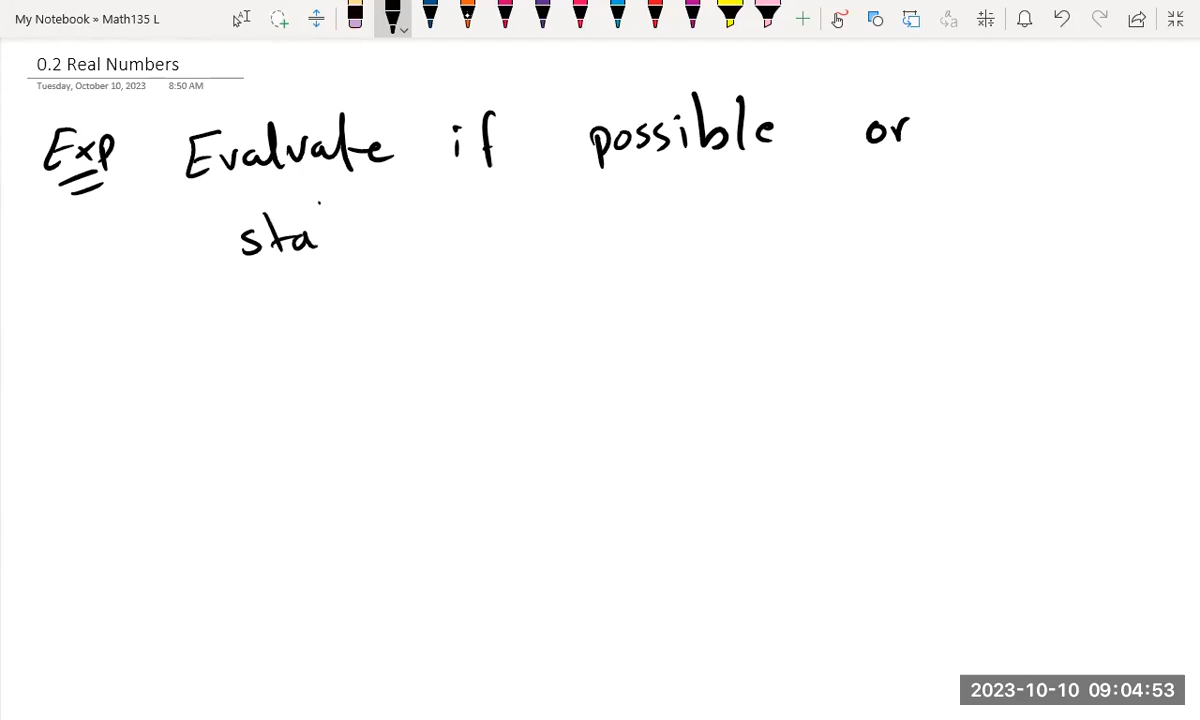 My Notebook » Math135 L
0.2 Real Numbers
Tuesday, October 10, 2023 8:50 AM
Exp Evaluate if possible or
sta
2023-10-10 09:04:53